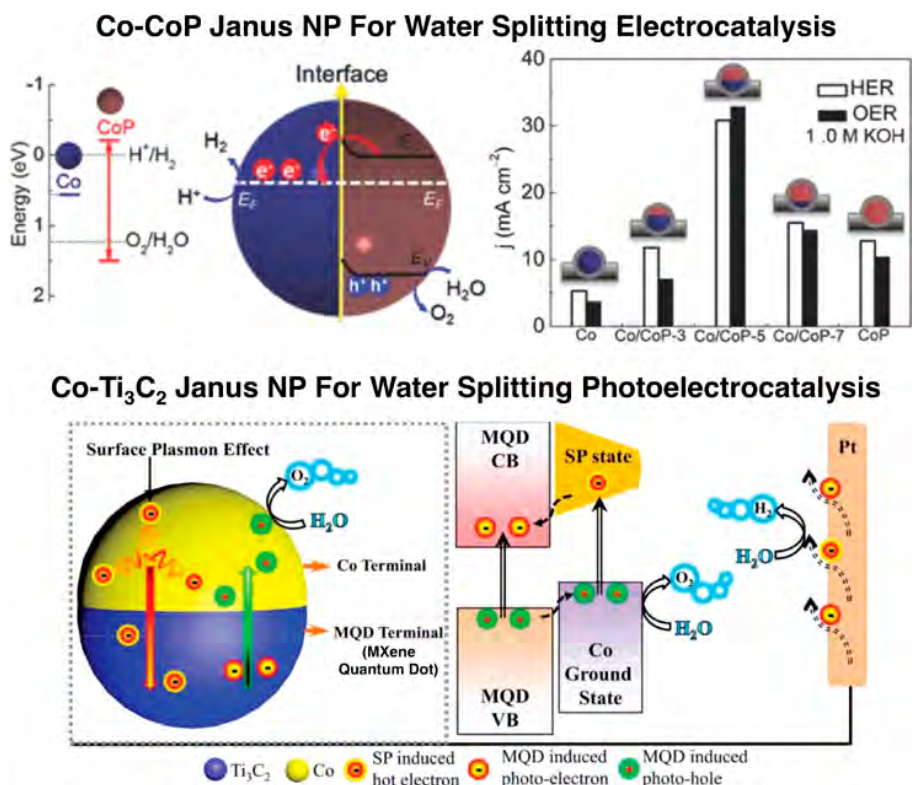 Co-CoP Janus NP For Water Splitting Electrocatalysis
-1
0
1
2
Energy (eV)
CoP
Co
H⁺/H₂
O₂/H₂O
Interface
H₂
H⁺
e⁻ e⁻
e⁻
E_F
E_F
E_V
h⁺ h⁺
H₂O
O₂
40
30
20
10
0
j (mA cm⁻²)
HER
OER
1 .0 M KOH
Co
Co/CoP-3
Co/CoP-5
Co/CoP-7
CoP
Co-Ti₃C₂ Janus NP For Water Splitting Photoelectrocatalysis
Surface Plasmon Effect
O₂
H₂O
Co Terminal
MQD Terminal
(MXene
Quantum Dot)
MQD
CB
SP state
MQD
VB
Co
Ground
State
O₂
H₂O
H₂
H₂O
Pt
Ti₃C₂
Co
SP induced
hot electron
MQD induced
photo-electron
MQD induced
photo-hole